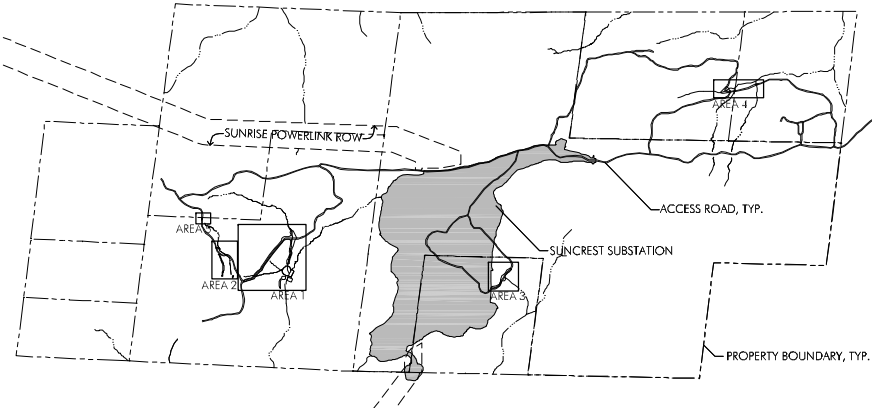 AREA 4
SUNRISE POWERLINK ROW
ACCESS ROAD, TYP.
AREA
SUNCREST SUBSTATION
AREA 2
AREA 1
AREA 3
PROPERTY BOUNDARY, TYP.